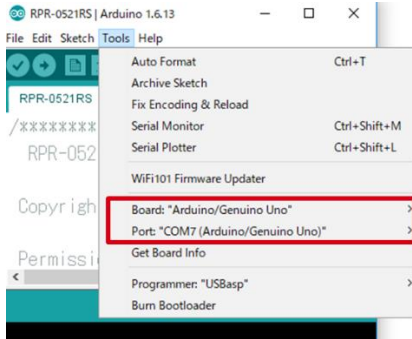 RPR-0521RS | Arduino 1.6.13
File Edit Sketch Tools Help
RPR-0521RS
/********
RPR-052
Copyrigh
Permissi
Auto Format Ctrl+T
Archive Sketch
Fix Encoding & Reload
Serial Monitor Ctrl+Shift+M
Serial Plotter Ctrl+Shift+L
WiFi101 Firmware Updater
Board: "Arduino/Genuino Uno"
Port: "COM7 (Arduino/Genuino Uno)"
Get Board Info
Programmer: "USBasp"
Burn Bootloader